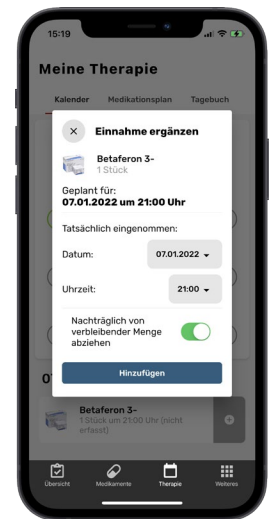 15:19
Meine Therapie
Kalender Medikationsplan Tagebuch
Einnahme ergänzen
Betaferon 3-
1 Stück
Geplant für:
07.01.2022 um 21:00 Uhr
Tatsächlich eingenommen:
Datum: 07.01.2022
Uhrzeit: 21:00
Nachträglich von
verbleibender Menge
abziehen
Hinzufügen
Betaferon 3-
1 Stück um 21:00 Uhr (nicht
erfasst)
Übersicht Medikamente Therapie Weiteres